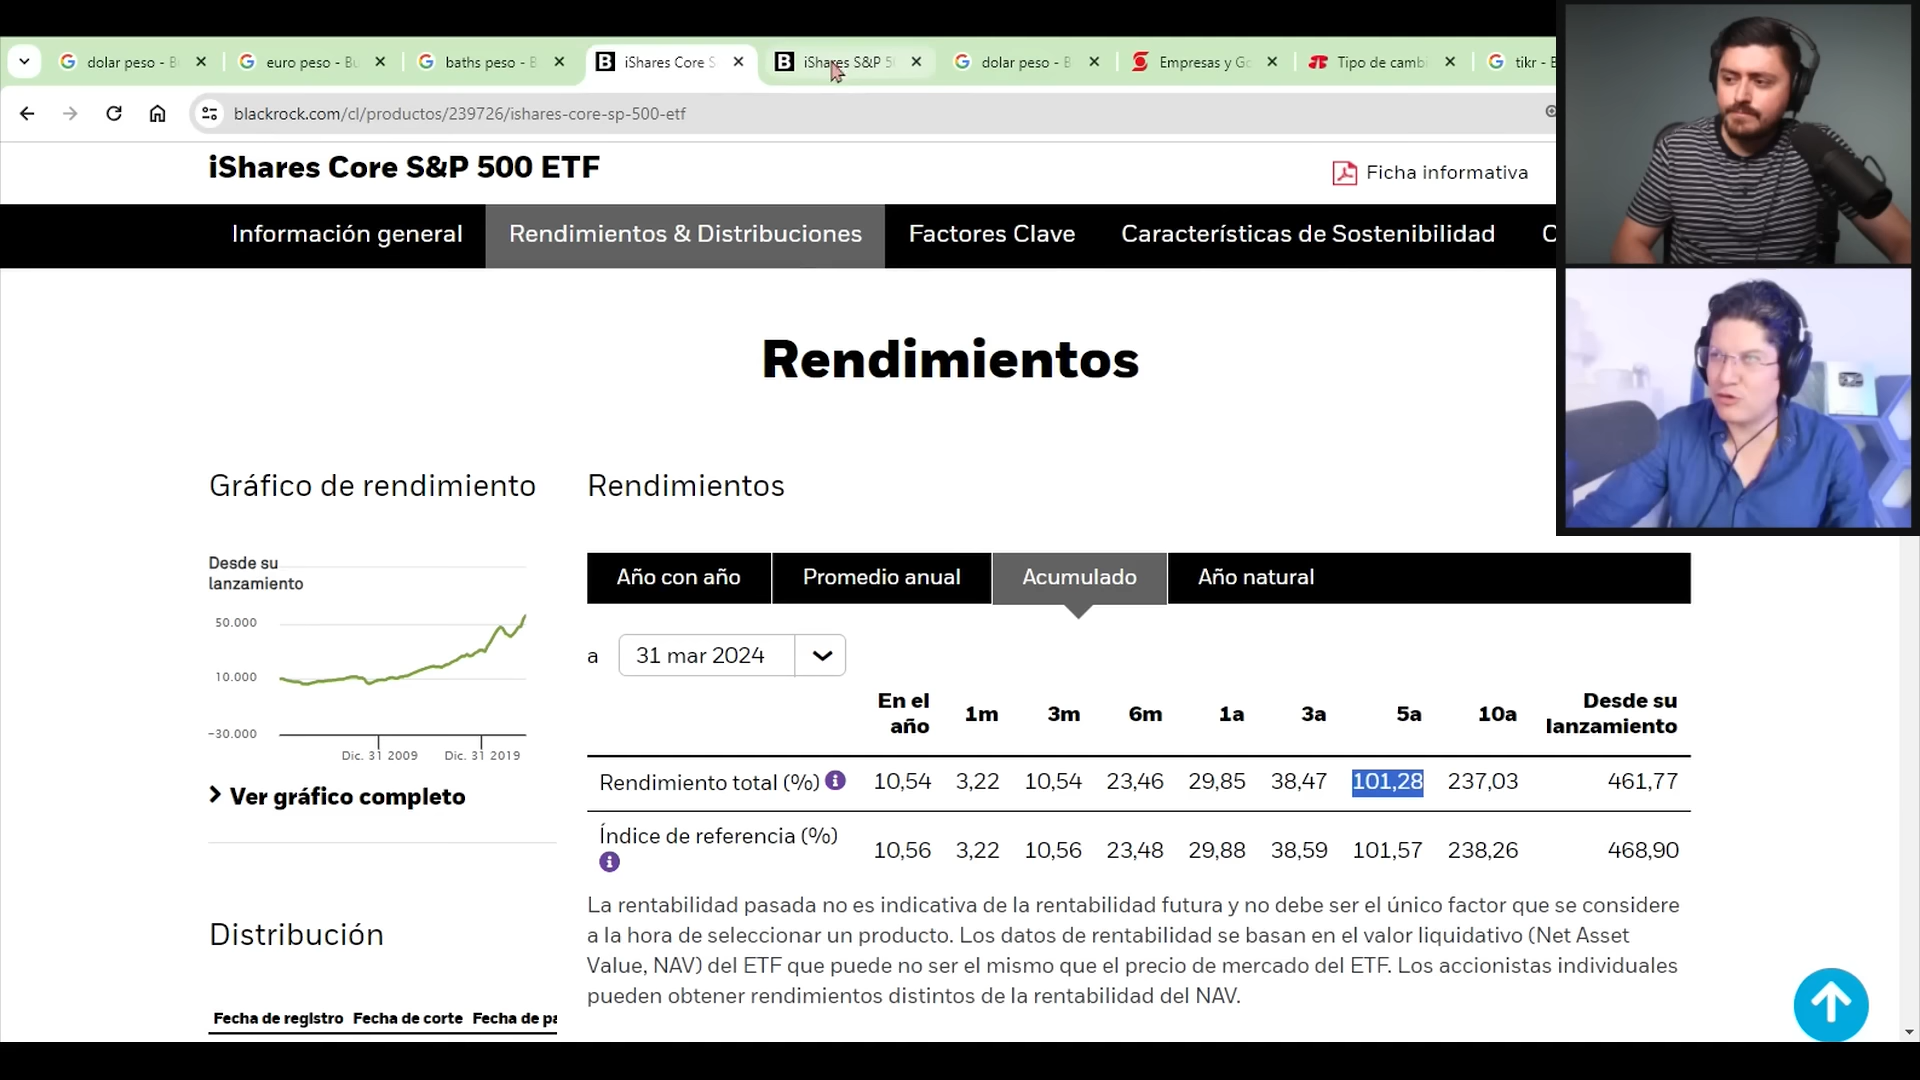 dolar peso - B
euro peso - Bu
baths peso - B
iShares Core S
iShares S&P 5
dolar peso - B
Empresas y Go
Tipo de camb
tikr - B
blackrock.com/cl/productos/239726/ishares-core-sp-500-etf
iShares Core S&P 500 ETF
Ficha informativa
Información general
Rendimientos & Distribuciones
Factores Clave
Características de Sostenibilidad
C
Rendimientos
Gráfico de rendimiento
Desde su
lanzamiento
50.000
10.000
-30.000
Dic. 31 2009 Dic. 31 2019
Ver gráfico completo
Distribución
Fecha de registro Fecha de corte Fecha de pa
Rendimientos
Año con año Promedio anual Acumulado Año natural
a 31 mar 2024
En el
año 1m 3m 6m 1a 3a 5a 10a Desde su
lanzamiento
Rendimiento total (%) 10,54 3,22 10,54 23,46 29,85 38,47 101,28 237,03 461,77
Índice de referencia (%) 10,56 3,22 10,56 23,48 29,88 38,59 101,57 238,26 468,90
La rentabilidad pasada no es indicativa de la rentabilidad futura y no debe ser el único factor que se considere
a la hora de seleccionar un producto. Los datos de rentabilidad se basan en el valor liquidativo (Net Asset
Value, NAV) del ETF que puede no ser el mismo que el precio de mercado del ETF. Los accionistas individuales
pueden obtener rendimientos distintos de la rentabilidad del NAV.